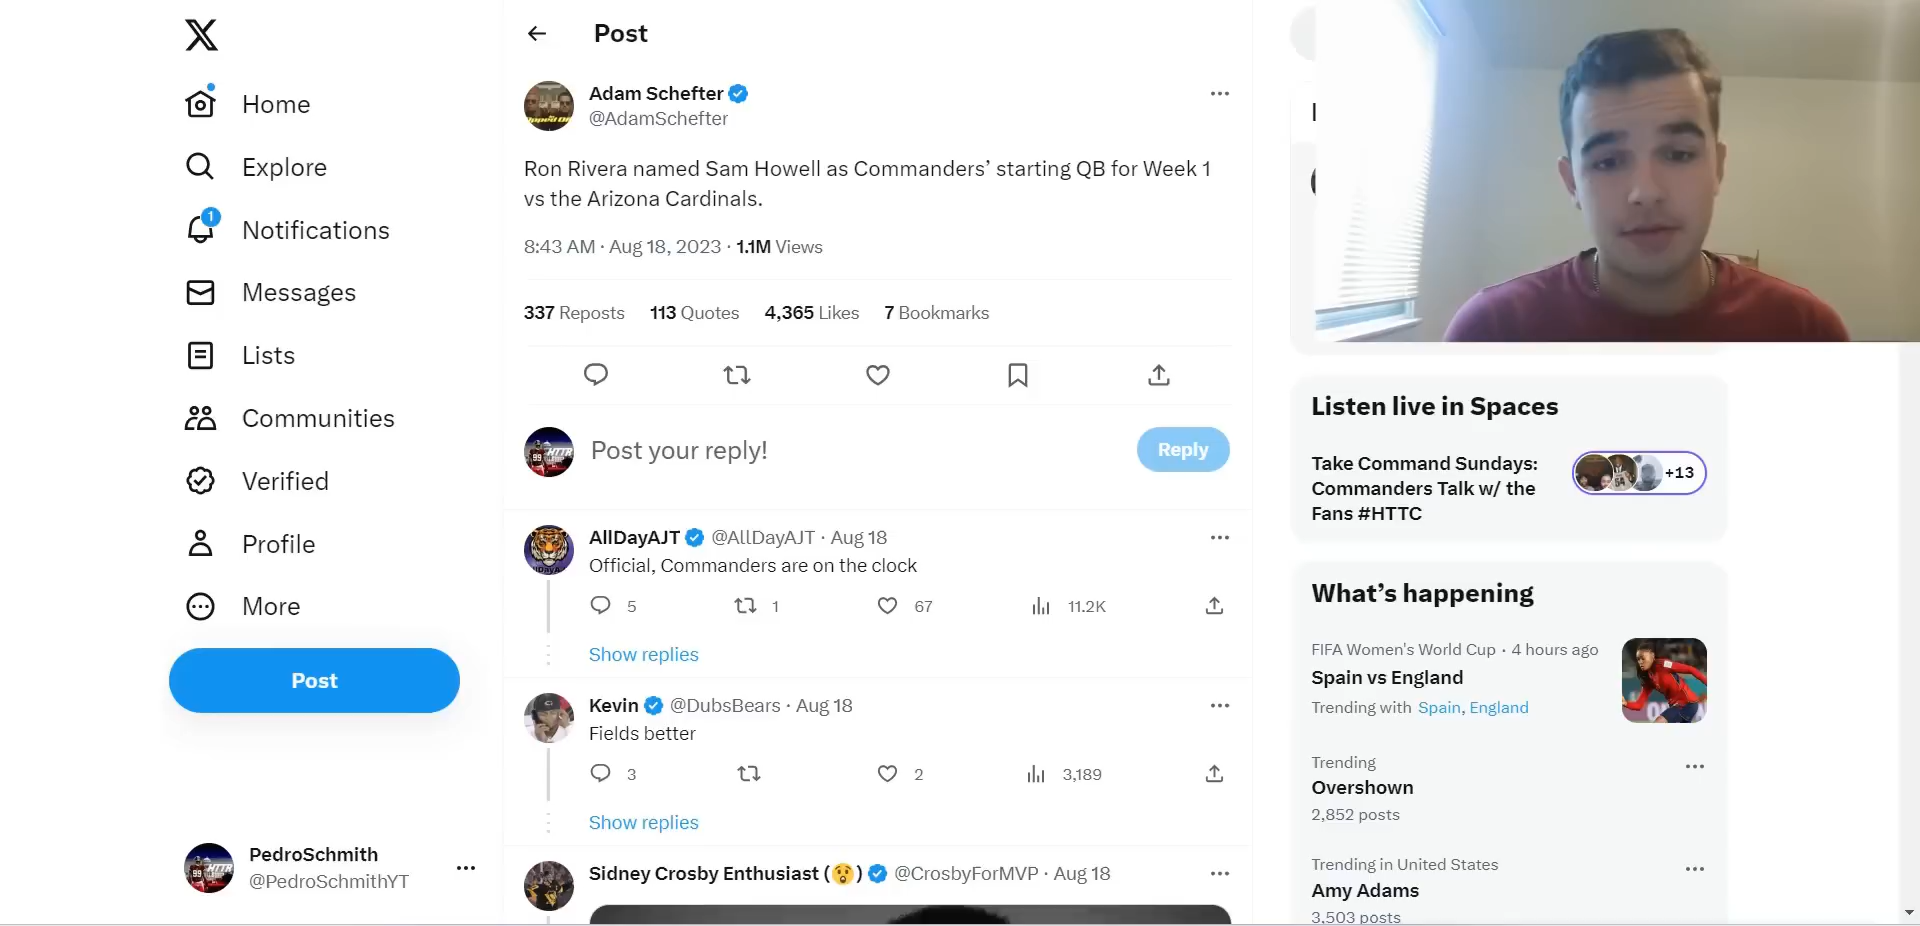 Home
Explore
1
Notifications
Messages
Lists
Communities
Verified
Profile
More
Post
PedroSchmith
@PedroSchmithYT
Post
Adam Schefter
@AdamSchefter
Ron Rivera named Sam Howell as Commanders’ starting QB for Week 1
vs the Arizona Cardinals.
8:43 AM · Aug 18, 2023 · 1.1M Views
337 Reposts 113 Quotes 4,365 Likes 7 Bookmarks
Post your reply!
Reply
AllDayAJT @AllDayAJT · Aug 18
Official, Commanders are on the clock
5 1 67 11.2K
Show replies
Kevin @DubsBears · Aug 18
Fields better
3 2 3,189
Show replies
Sidney Crosby Enthusiast (😲) @CrosbyForMVP · Aug 18
Listen live in Spaces
Take Command Sundays:
Commanders Talk w/ the
Fans #HTTC
+13
What’s happening
FIFA Women's World Cup · 4 hours ago
Spain vs England
Trending with Spain, England
Trending
Overshown
2,852 posts
Trending in United States
Amy Adams
3,503 posts